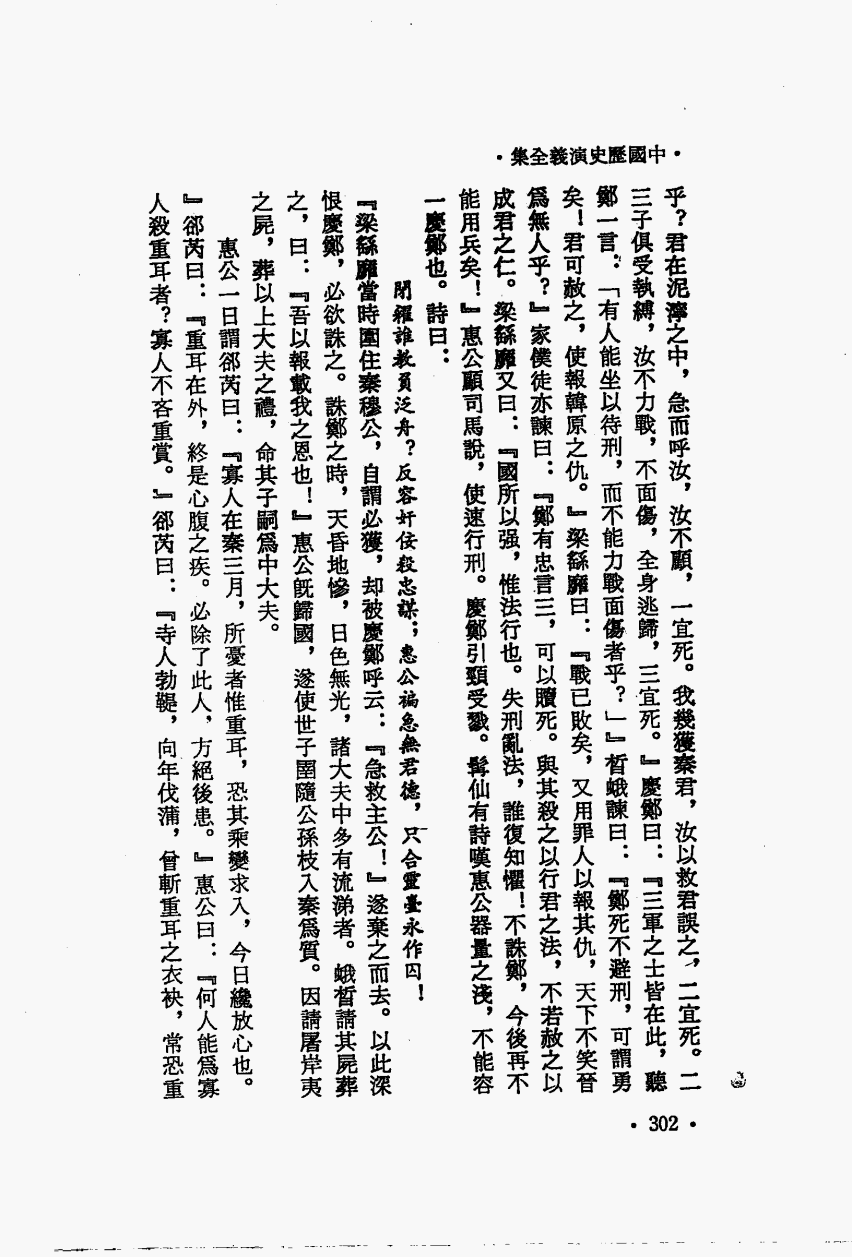 ·中國歷史演義全集·
乎？君在泥濘之中，急而呼汝，汝不顧，一宜死。我幾獲秦君，汝以救君誤之，二宜死。二
三子俱受執縛，汝不力戰，不面傷，全身逃歸，三宜死。』慶鄭曰：『三軍之士皆在此，聽
鄭一言：「有人能坐以待刑，而不能力戰面傷者乎？」』皙蛾諫曰：『鄭死不避刑，可謂勇
矣！君可赦之，使報韓原之仇。』梁繇靡曰：『戰已敗矣，又用罪人以報其仇，天下不笑晉
爲無人乎？』家僕徒亦諫曰：『鄭有忠言三，可以贖死。與其殺之以行君之法，不若赦之以
成君之仁。』梁繇靡又曰：『國所以强，惟法行也。失刑亂法，誰復知懼！不誅鄭，今後再不
能用兵矣！』惠公顧司馬說，使速行刑。慶鄭引頸受戮。髯仙有詩嘆惠公器量之淺，不能容
一慶鄭也。詩曰：
閉糴誰教負泛舟？反容奸佞殺忠謀；惠公褊急無君德，只合靈臺永作囚！
『梁繇靡當時圍住秦穆公，自謂必獲，却被慶鄭呼云：『急救主公！』遂棄之而去。以此深
恨慶鄭，必欲誅之。誅鄭之時，天昏地慘，日色無光，諸大夫中多有流涕者。蛾皙請其屍葬
之，曰：『吾以報載我之恩也！』惠公旣歸國，遂使世子圉隨公孫枝入秦爲質。因請屠岸夷
之屍，葬以上大夫之禮，命其子嗣爲中大夫。
惠公一日謂郤芮曰：『寡人在秦三月，所憂者惟重耳，恐其乘變求入，今日纔放心也。
』郤芮曰：『重耳在外，終是心腹之疾。必除了此人，方絕後患。』惠公曰：『何人能爲寡
人殺重耳者？寡人不吝重賞。』郤芮曰：『寺人勃鞮，向年伐蒲，曾斬重耳之衣袂，常恐重
·302·